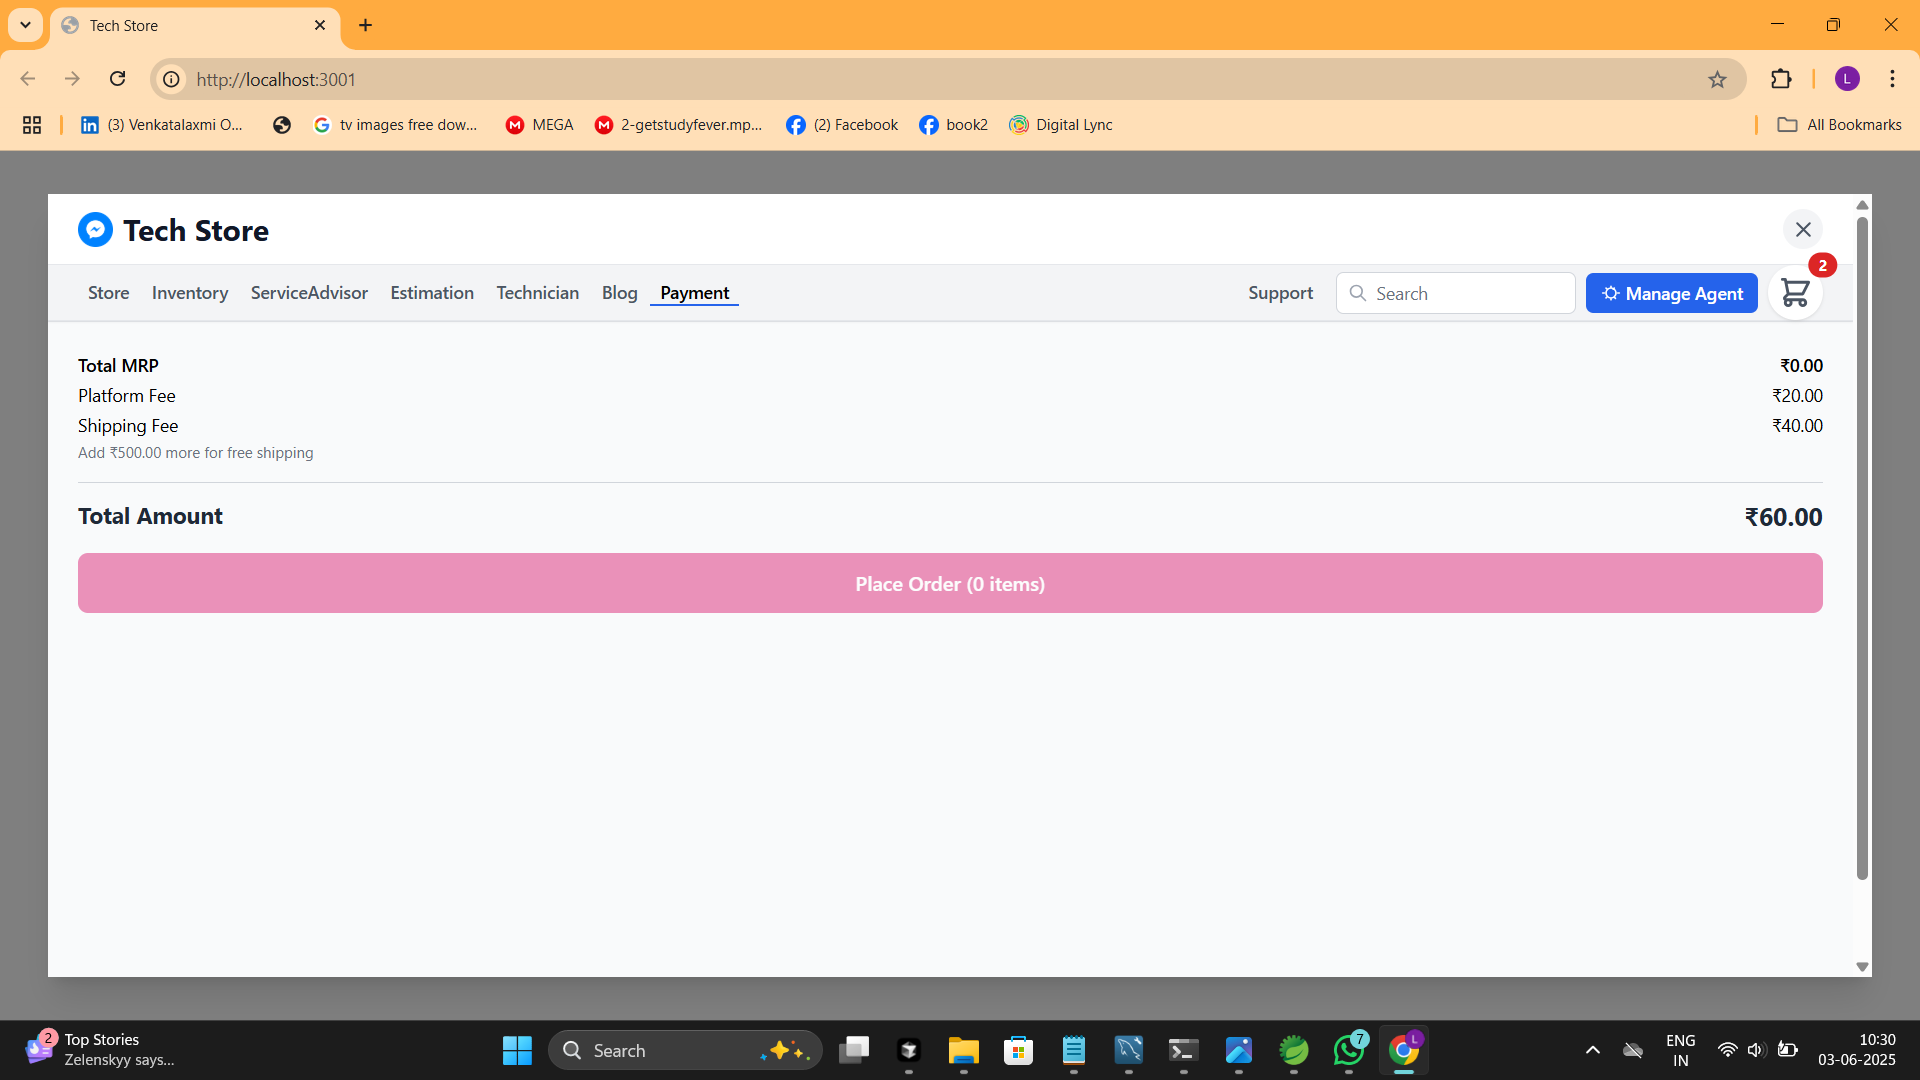 Tech Store
http://localhost:3001
L
(3) Venkatalaxmi O...
tv images free dow...
MEGA
2-getstudyfever.mp...
(2) Facebook
book2
Digital Lync
All Bookmarks
Tech Store
2
Store
Inventory
ServiceAdvisor
Estimation
Technician
Blog
Payment
Support
Search
Manage Agent
Total MRP ₹0.00
Platform Fee ₹20.00
Shipping Fee ₹40.00
Add ₹500.00 more for free shipping
Total Amount ₹60.00
Place Order (0 items)
2
Top Stories
Zelenskyy says...
Search
7
L
ENG
IN
10:30
03-06-2025